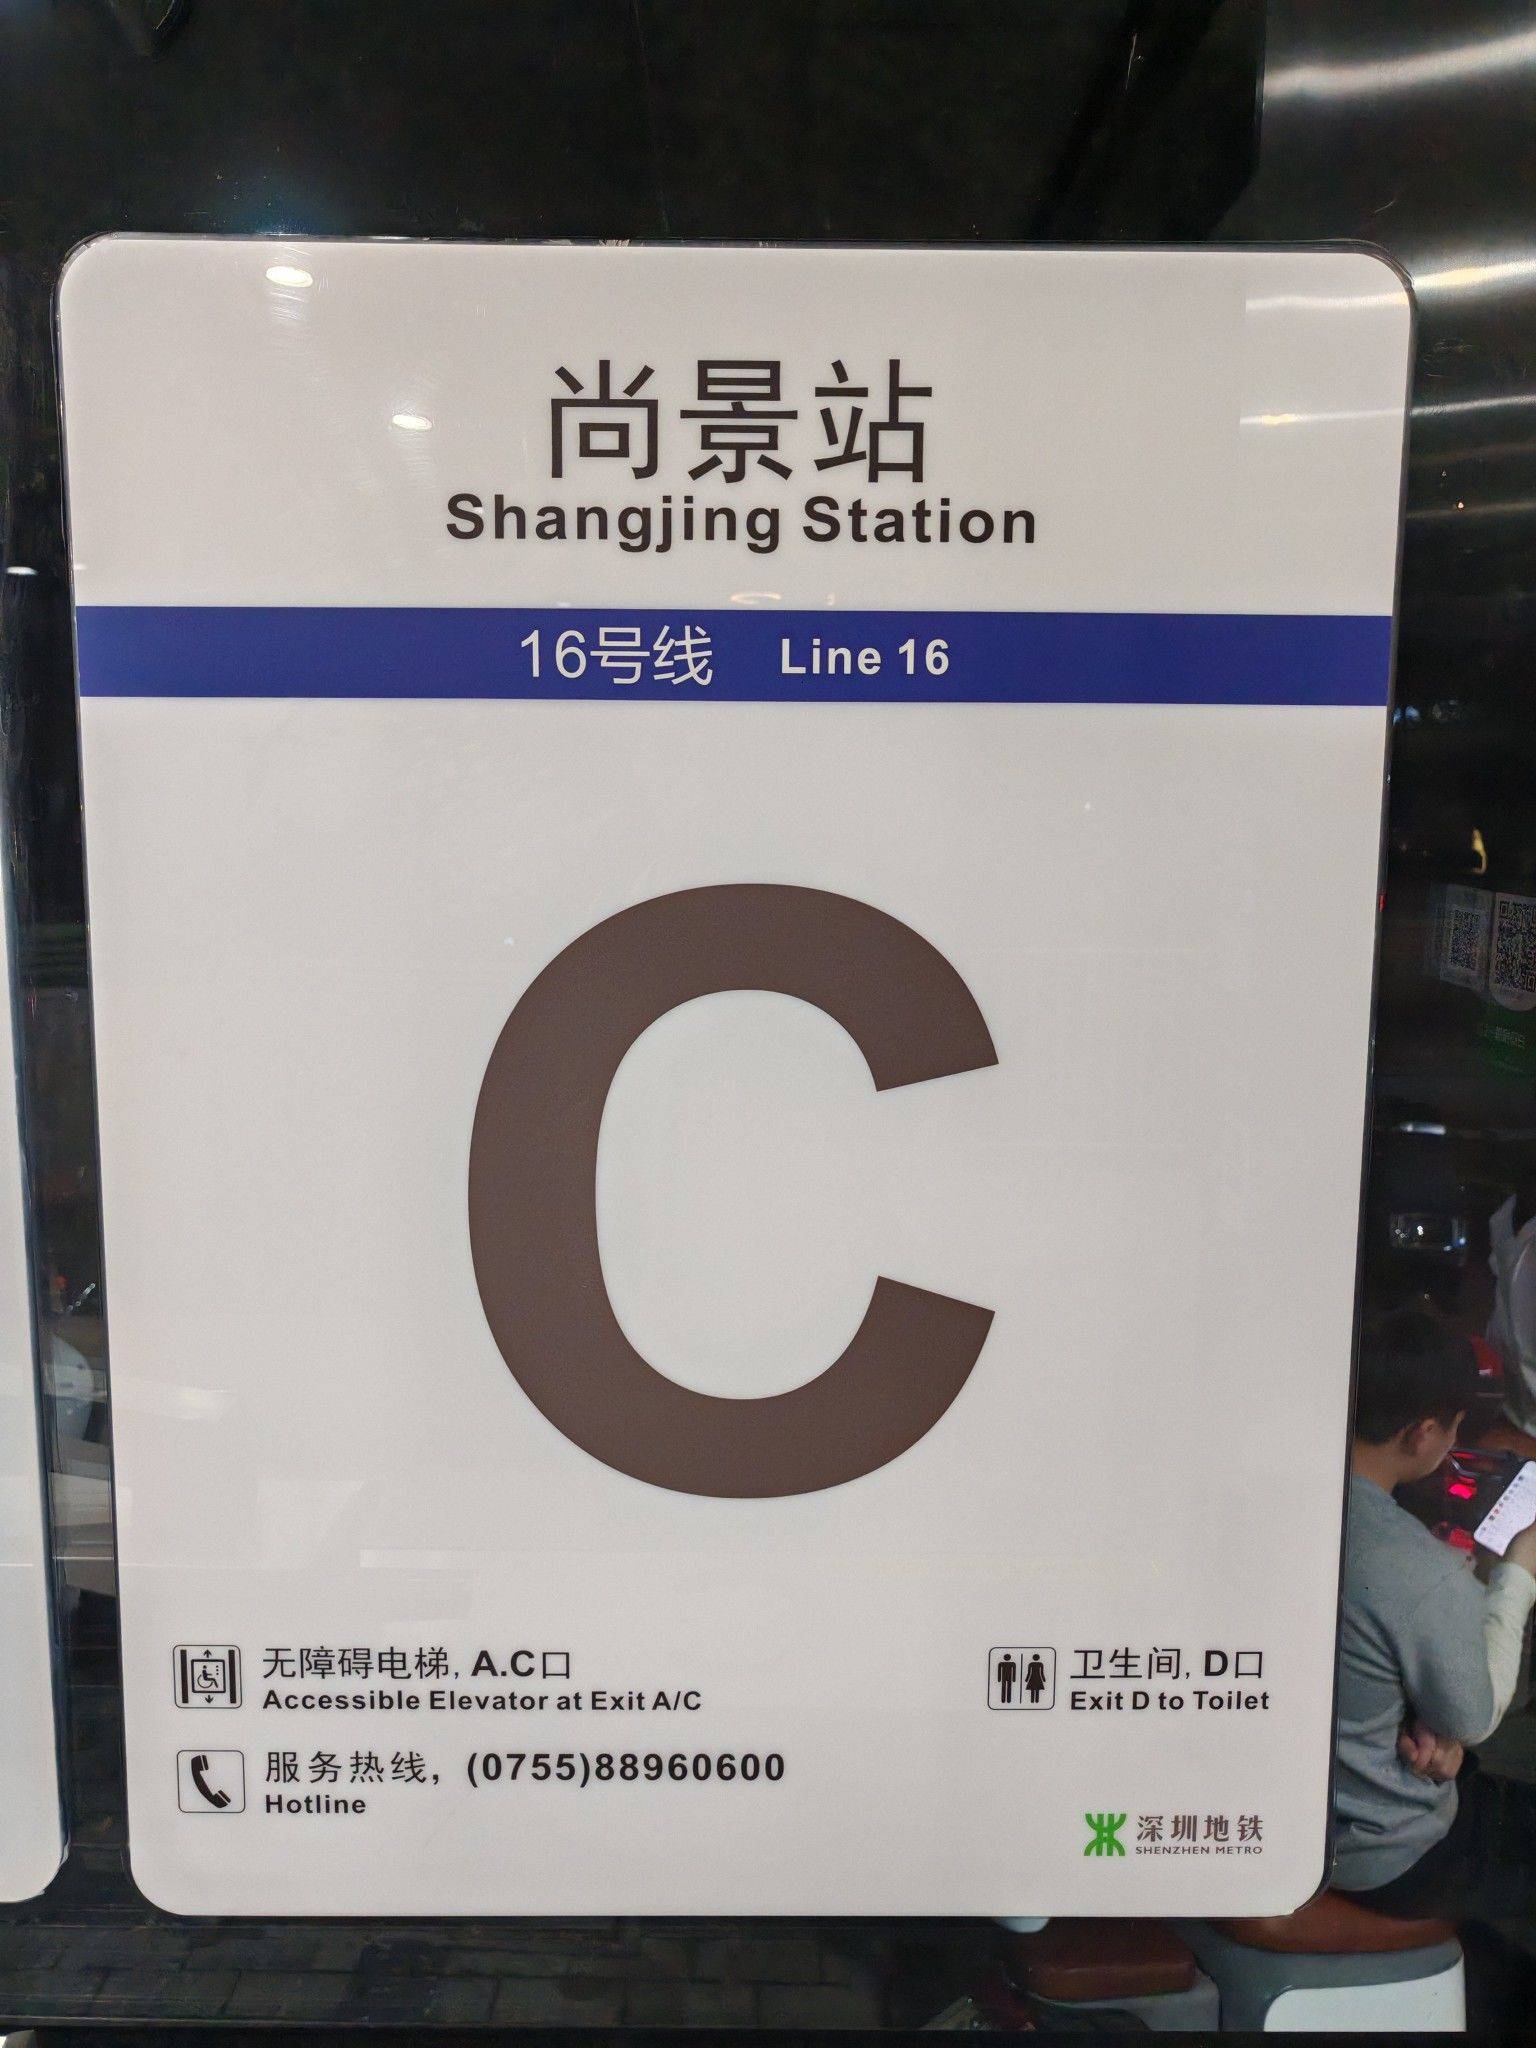 尚景站
Shangjing Station
16号线 Line 16
C
无障碍电梯, A.C口
Accessible Elevator at Exit A/C
卫生间, D口
Exit D to Toilet
服务热线, (0755)88960600
Hotline
深圳地铁
SHENZHEN METRO